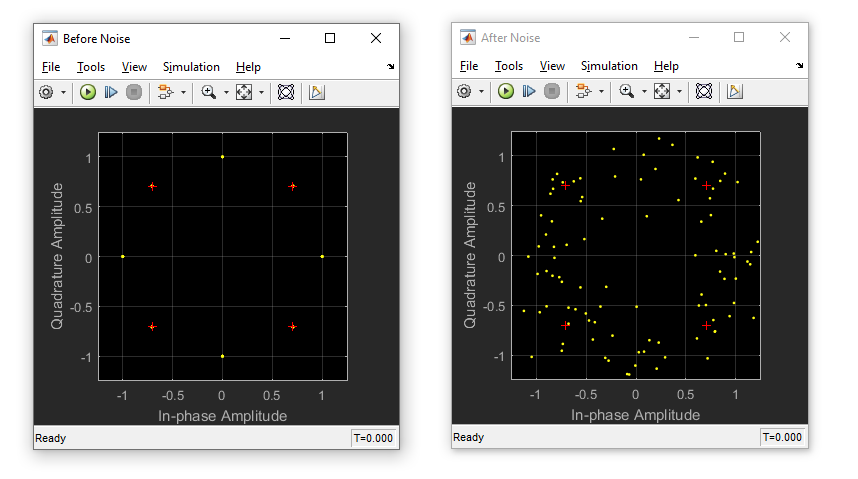 Before Noise
File Tools View Simulation Help
1
0.5
0
-0.5
-1
Quadrature Amplitude
-1 -0.5 0 0.5 1
In-phase Amplitude
Ready T=0.000
After Noise
File Tools View Simulation Help
1
0.5
0
-0.5
-1
Quadrature Amplitude
-1 -0.5 0 0.5 1
In-phase Amplitude
Ready T=0.000